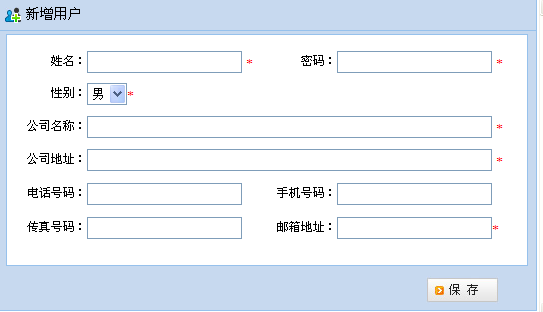 新增用户
姓名： * 密码： *
性别： 男 *
公司名称： *
公司地址： *
电话号码： 手机号码：
传真号码： 邮箱地址： *
保 存